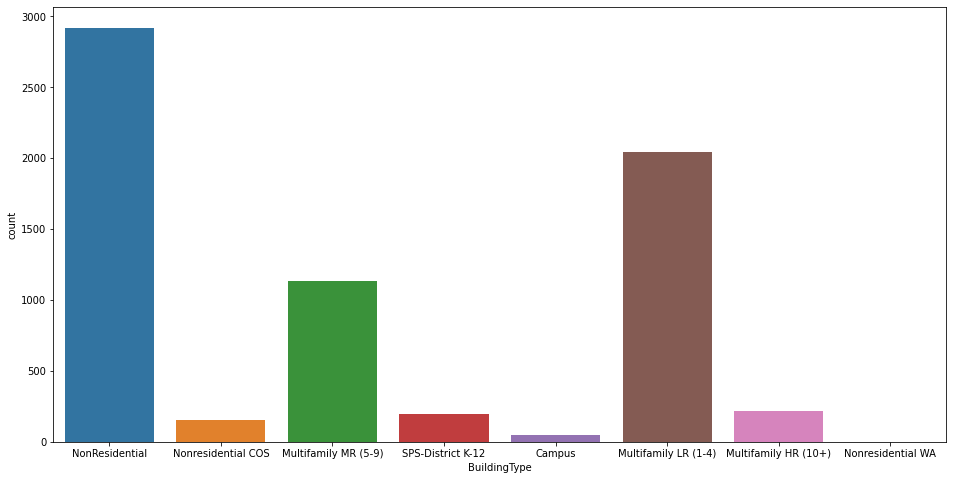 3000
2500
2000
1500
1000
500
0
count
NonResidential
Nonresidential COS
Multifamily MR (5-9)
SPS-District K-12
Campus
Multifamily LR (1-4)
Multifamily HR (10+)
Nonresidential WA
BuildingType